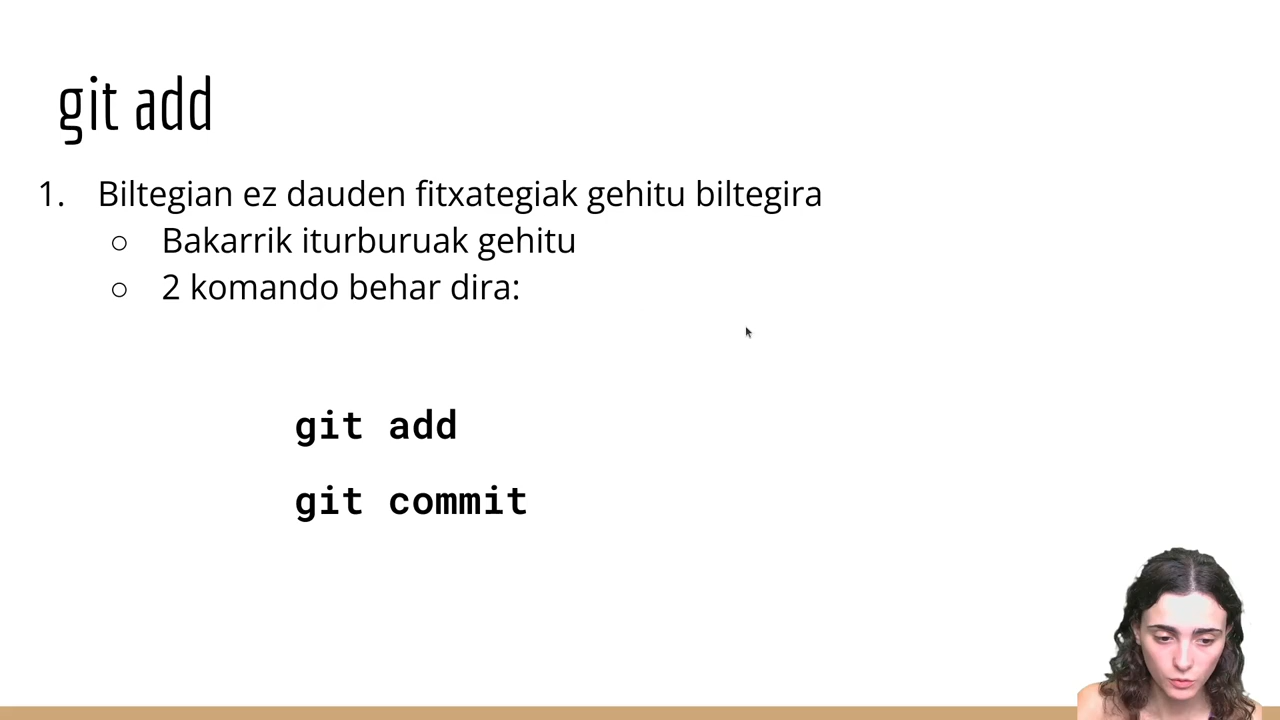 git add
1. Biltegian ez dauden fitxategiak gehitu biltegira
○ Bakarrik iturburuak gehitu
○ 2 komando behar dira:
git add
git commit